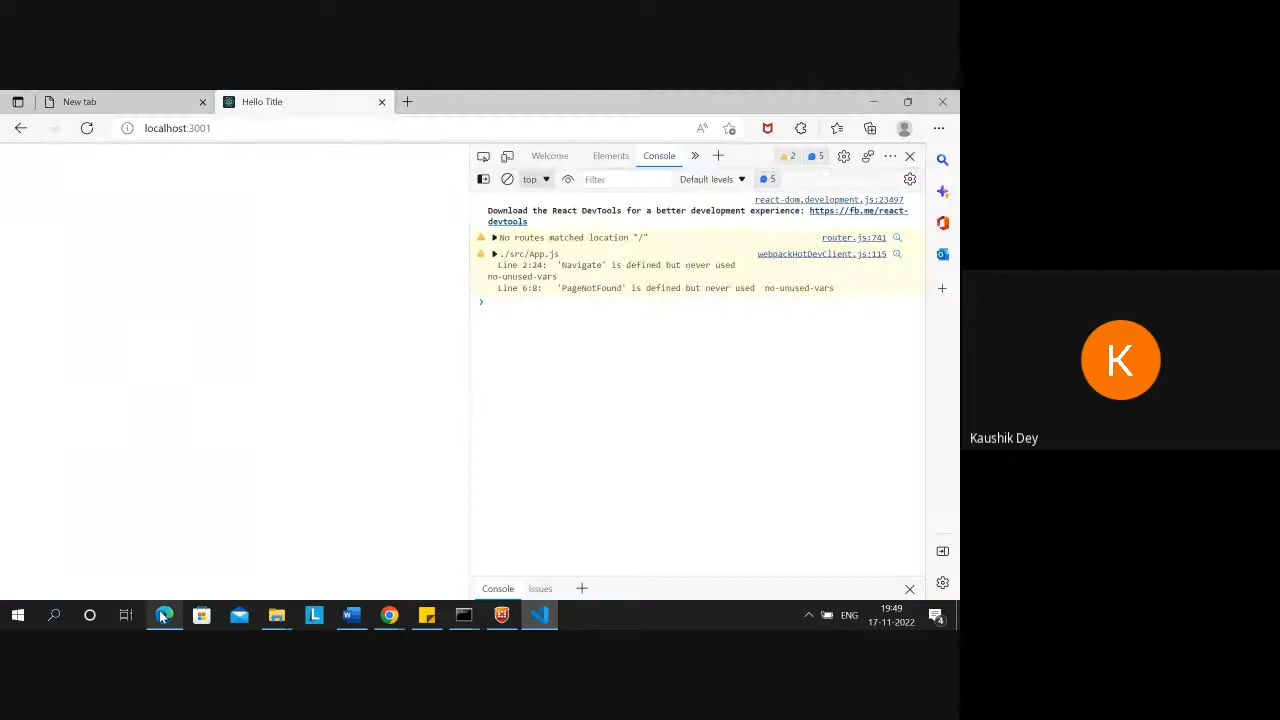 New tab
Hello Title
localhost:3001
Welcome
Elements
Console
2
5
top
Filter
Default levels
5
react-dom.development.js:23497
Download the React DevTools for a better development experience: https://fb.me/react-
devtools
No routes matched location "/"
router.js:741
./src/App.js
webpackHotDevClient.js:115
Line 2:24: 'Navigate' is defined but never used
no-unused-vars
Line 6:8: 'PageNotFound' is defined but never used no-unused-vars
K
Kaushik Dey
Console
Issues
L
W
ENG
19:49
17-11-2022
4